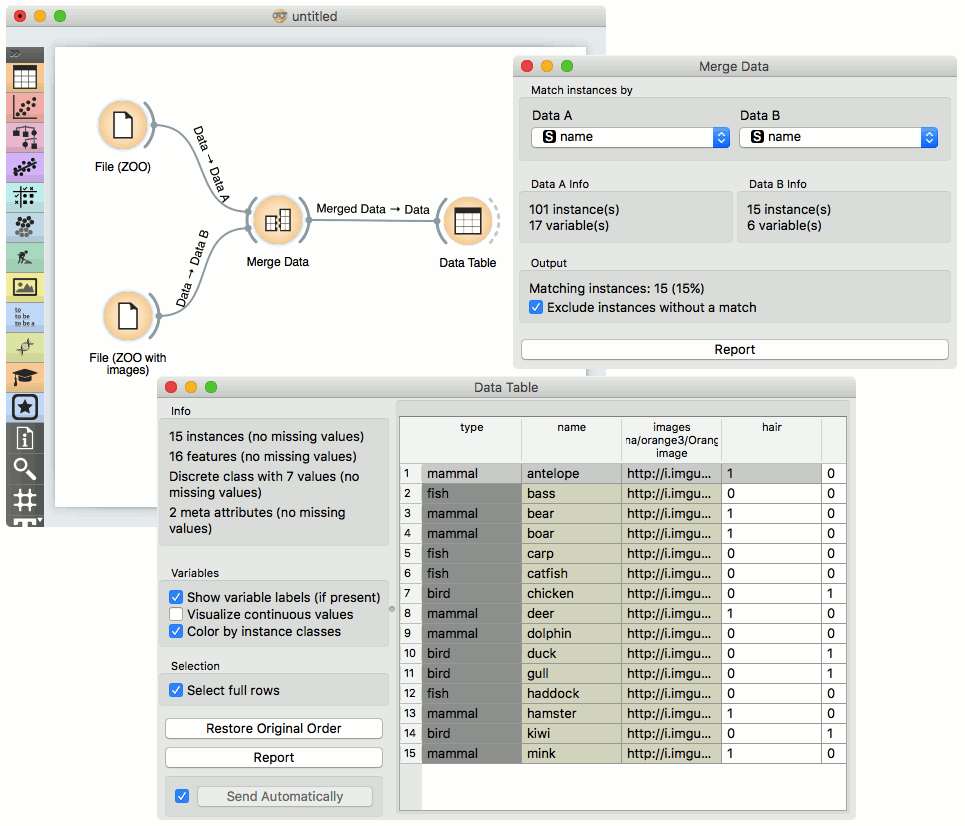 untitled
File (ZOO)
Data → Data A
Data → Data B
Merge Data
Merged Data → Data
Data Table
File (ZOO with
images)
to
to be
to be a
Merge Data
Match instances by
Data A
Data B
S name
S name
Data A Info
Data B Info
101 instance(s)
17 variable(s)
15 instance(s)
6 variable(s)
Output
Matching instances: 15 (15%)
Exclude instances without a match
Report
Data Table
Info
15 instances (no missing values)
16 features (no missing values)
Discrete class with 7 values (no
missing values)
2 meta attributes (no missing
values)
Variables
Show variable labels (if present)
Visualize continuous values
Color by instance classes
Selection
Select full rows
Restore Original Order
Report
Send Automatically
type name images hair
na/orange3/Orang
image
1 mammal antelope http://i.imgu... 1 0
2 fish bass http://i.imgu... 0 0
3 mammal bear http://i.imgu... 1 0
4 mammal boar http://i.imgu... 1 0
5 fish carp http://i.imgu... 0 0
6 fish catfish http://i.imgu... 0 0
7 bird chicken http://i.imgu... 0 1
8 mammal deer http://i.imgu... 1 0
9 mammal dolphin http://i.imgu... 0 0
10 bird duck http://i.imgu... 0 1
11 bird gull http://i.imgu... 0 1
12 fish haddock http://i.imgu... 0 0
13 mammal hamster http://i.imgu... 1 0
14 bird kiwi http://i.imgu... 0 1
15 mammal mink http://i.imgu... 1 0